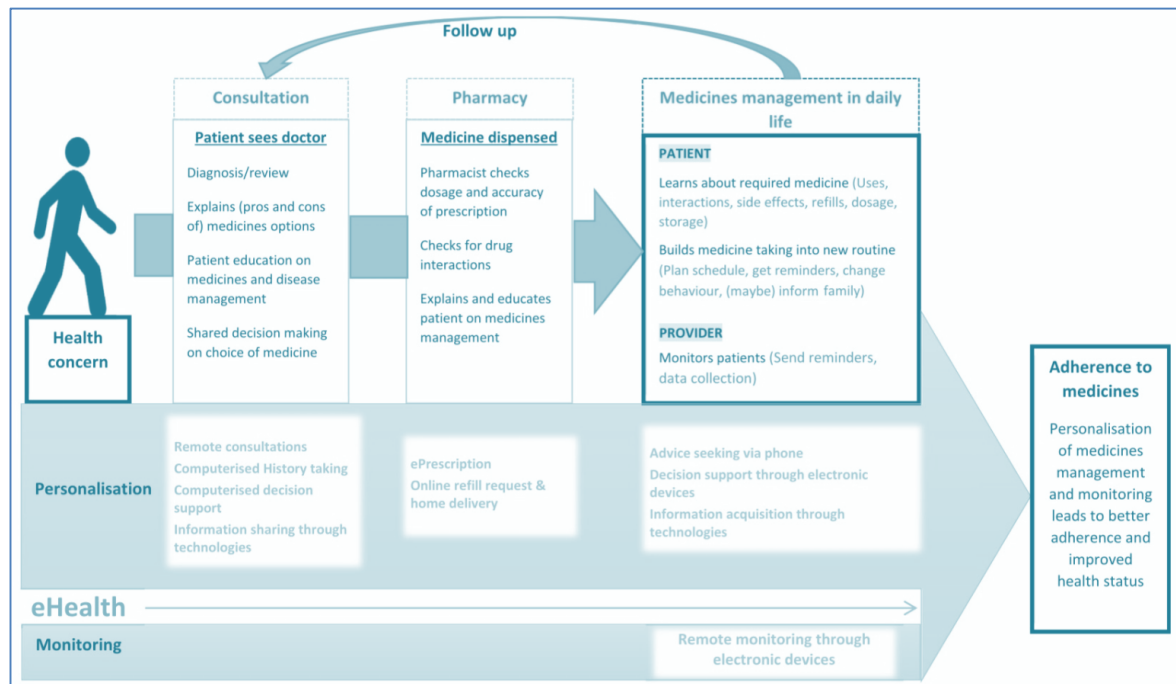 Follow up
Consultation
Patient sees doctor
Diagnosis/review
Explains (pros and cons
of) medicines options
Patient education on
medicines and disease
management
Shared decision making
on choice of medicine
Pharmacy
Medicine dispensed
Pharmacist checks
dosage and accuracy
of prescription
Checks for drug
interactions
Explains and educates
patient on medicines
management
Medicines management in daily
life
PATIENT
Learns about required medicine (Uses,
interactions, side effects, refills, dosage,
storage)
Builds medicine taking into new routine
(Plan schedule, get reminders, change
behaviour, (maybe) inform family)
PROVIDER
Monitors patients (Send reminders,
data collection)
Health
concern
Personalisation
Remote consultations
Computerised History taking
Computerised decision
support
Information sharing through
technologies
ePrescription
Online refill request &
home delivery
Advice seeking via phone
Decision support through electronic
devices
Information acquisition through
technologies
eHealth
Monitoring
Remote monitoring through
electronic devices
Adherence to
medicines
Personalisation
of medicines
management
and monitoring
leads to better
adherence and
improved
health status